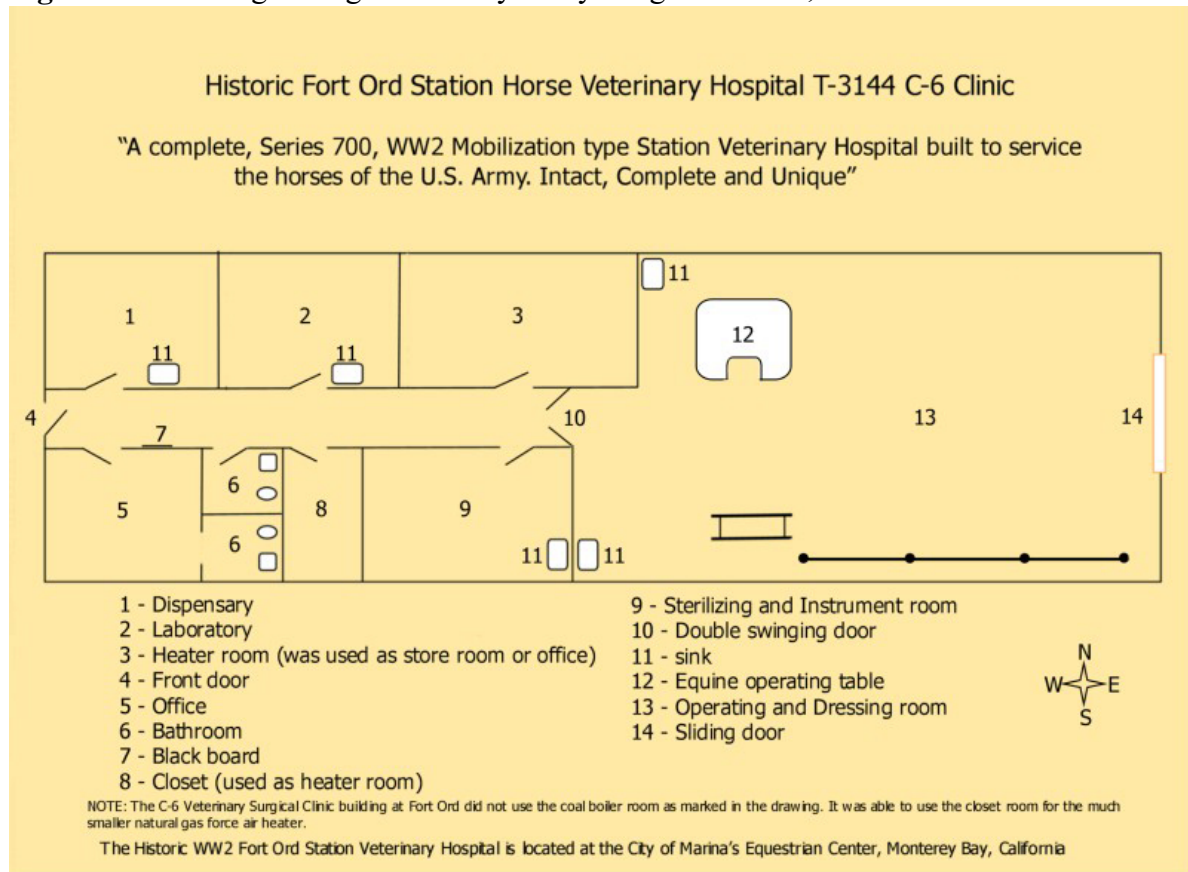 Historic Fort Ord Station Horse Veterinary Hospital T-3144 C-6 Clinic
“A complete, Series 700, WW2 Mobilization type Station Veterinary Hospital built to service
the horses of the U.S. Army. Intact, Complete and Unique”
11
1
2
3
12
11
11
4
10
13
14
7
6
5
8
9
6
11
11
1 - Dispensary
2 - Laboratory
3 - Heater room (was used as store room or office)
4 - Front door
5 - Office
6 - Bathroom
7 - Black board
8 - Closet (used as heater room)
9 - Sterilizing and Instrument room
10 - Double swinging door
11 - sink
12 - Equine operating table
13 - Operating and Dressing room
14 - Sliding door
N
W
E
S
NOTE: The C-6 Veterinary Surgical Clinic building at Fort Ord did not use the coal boiler room as marked in the drawing. It was able to use the closet room for the much
smaller natural gas force air heater.
The Historic WW2 Fort Ord Station Veterinary Hospital is located at the City of Marina's Equestrian Center, Monterey Bay, California